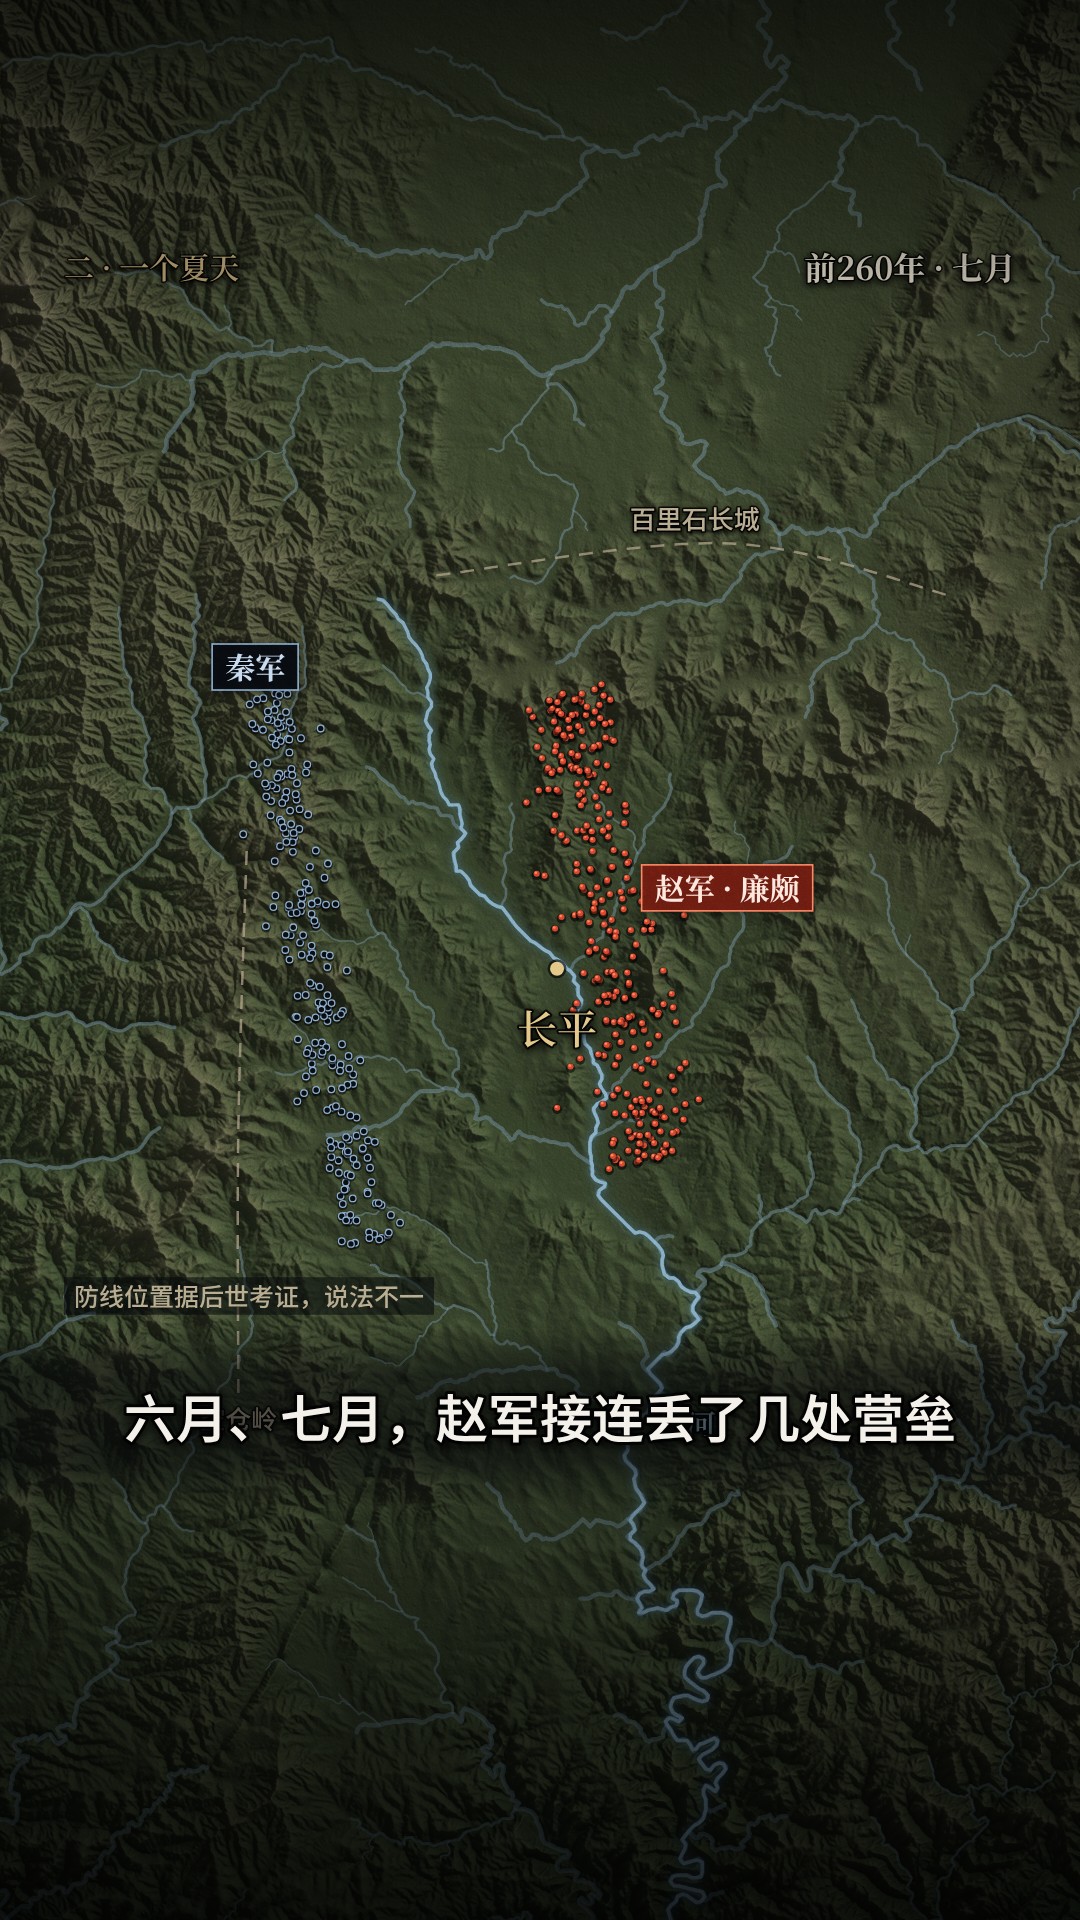 二·一个夏天
前260年·七月
百里石长城
秦军
赵军·廉颇
长平
防线位置据后世考证，说法不一
仓岭
六月、七月，赵军接连丢了几处营垒